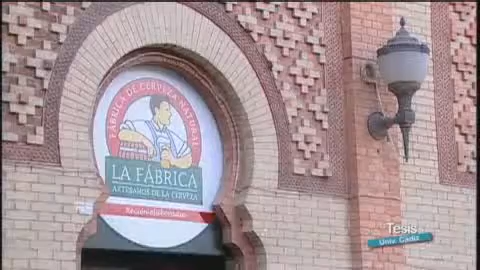 FÁBRICA DE CERVEZA NATURAL
LA FÁBRICA
ARTESANOS DE LA CERVEZA
Tesis
Univ. Cádiz